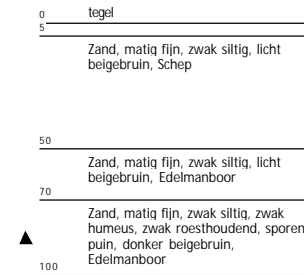 0 tegel
5
Zand, matig fijn, zwak siltig, licht
beigebruin, Schep
50
Zand, matig fijn, zwak siltig, licht
beigebruin, Edelmanboor
70
Zand, matig fijn, zwak siltig, zwak
humeus, zwak roesthoudend, sporen
puin, donker beigebruin,
Edelmanboor
100